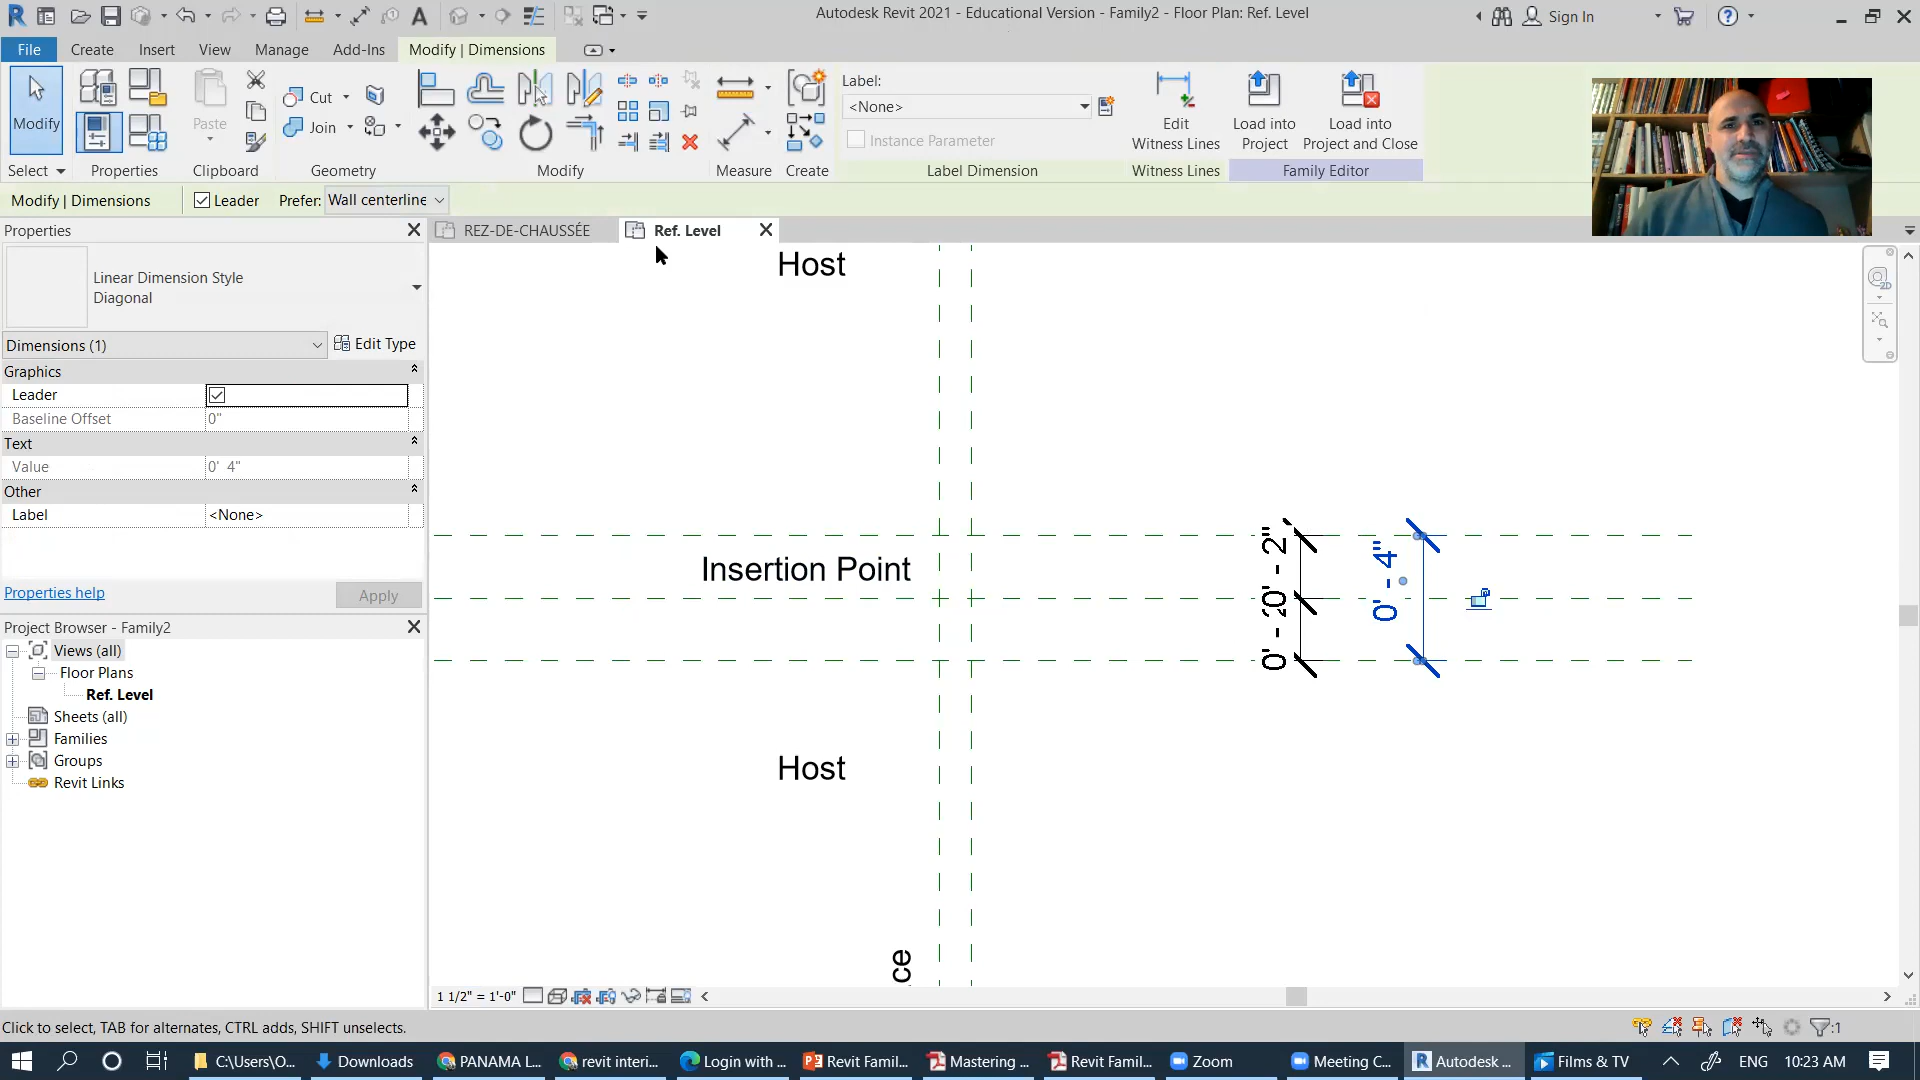 Autodesk Revit 2021 - Educational Version - Family2 - Floor Plan: Ref. Level
Sign In
File Create Insert View Manage Add-Ins Modify | Dimensions
Modify
Paste
Cut
Join
Label:
<None>
Instance Parameter
Edit
Witness Lines
Load into
Project
Load into
Project and Close
Select Properties Clipboard Geometry Modify Measure Create Label Dimension Witness Lines Family Editor
Modify | Dimensions Leader Prefer: Wall centerline
Properties
REZ-DE-CHAUSSÉE Ref. Level
Linear Dimension Style
Diagonal
Dimensions (1) Edit Type
Graphics
Leader
Baseline Offset 0"
Text
Value 0' 4"
Other
Label <None>
Properties help Apply
Project Browser - Family2
Views (all)
Floor Plans
Ref. Level
Sheets (all)
Families
Groups
Revit Links
Host
Insertion Point
0' - 4"
Host
ce
1 1/2" = 1'-0"
Click to select, TAB for alternates, CTRL adds, SHIFT unselects.
:1
C:\Users\O... Downloads PANAMA L... revit interi... Login with ... Revit Famil... Mastering ... Revit Famil... Zoom Meeting C... Autodesk ... Films & TV ENG 10:23 AM